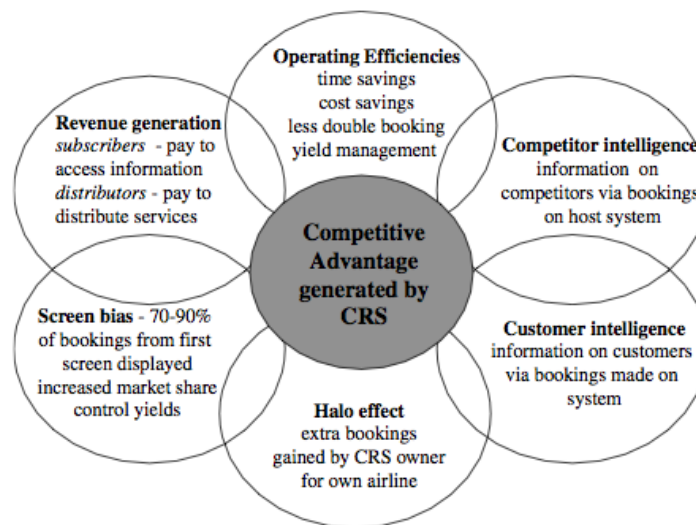 Operating Efficiencies
time savings
cost savings
less double booking
yield management
Revenue generation
subscribers - pay to
access information
distributors - pay to
distribute services
Competitor intelligence
information on
competitors via bookings
on host system
Competitive
Advantage
generated by
CRS
Screen bias - 70-90%
of bookings from first
screen displayed
increased market share
control yields
Customer intelligence
information on customers
via bookings made on
system
Halo effect
extra bookings
gained by CRS owner
for own airline